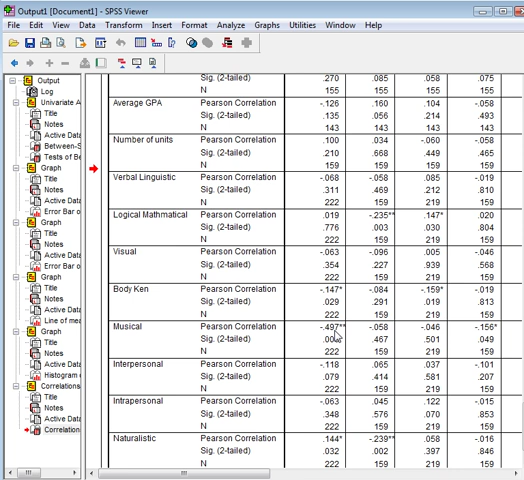 Output1 [Document1] - SPSS Viewer
File Edit View Data Transform Insert Format Analyze Graphs Utilities Window Help
Output
Log
Univariate A
Title
Notes
Active Data
Between-S
Tests of Be
Graph
Title
Notes
Active Data
Error Bar o
Graph
Title
Notes
Active Data
Error Bar o
Graph
Title
Notes
Active Data
Line of mea
Graph
Title
Notes
Active Data
Histogram
Correlations
Title
Notes
Active Data
Correlation
Sig. (2-tailed) .270 .085 .058 .075
N 155 155 155 155
Average GPA Pearson Correlation -.126 .160 .104 -.058
Sig. (2-tailed) .135 .056 .214 .493
N 143 143 143 143
Number of units Pearson Correlation .100 .034 -.060 -.058
Sig. (2-tailed) .210 .668 .449 .465
N 159 159 159 159
Verbal Linguistic Pearson Correlation -.068 -.058 .085 -.019
Sig. (2-tailed) .311 .469 .212 .810
N 222 159 219 159
Logical Mathmatical Pearson Correlation .019 -.235** .147* .020
Sig. (2-tailed) .776 .003 .030 .804
N 222 159 219 159
Visual Pearson Correlation -.063 -.096 .005 -.046
Sig. (2-tailed) .354 .227 .939 .568
N 222 159 219 159
Body Ken Pearson Correlation -.147* -.084 -.159* -.019
Sig. (2-tailed) .029 .291 .019 .813
N 222 159 219 159
Musical Pearson Correlation -.497** -.058 -.046 -.156*
Sig. (2-tailed) .467 .501 .049
N 222 159 219 159
Interpersonal Pearson Correlation -.118 .065 .037 -.101
Sig. (2-tailed) .079 .414 .581 .207
N 222 159 219 159
Intrapersonal Pearson Correlation -.063 .045 .122 -.015
Sig. (2-tailed) .348 .576 .070 .853
N 222 159 219 159
Naturalistic Pearson Correlation .144* -.239** .058 -.016
Sig. (2-tailed) .032 .002 .397 .846
N 222 159 219 159